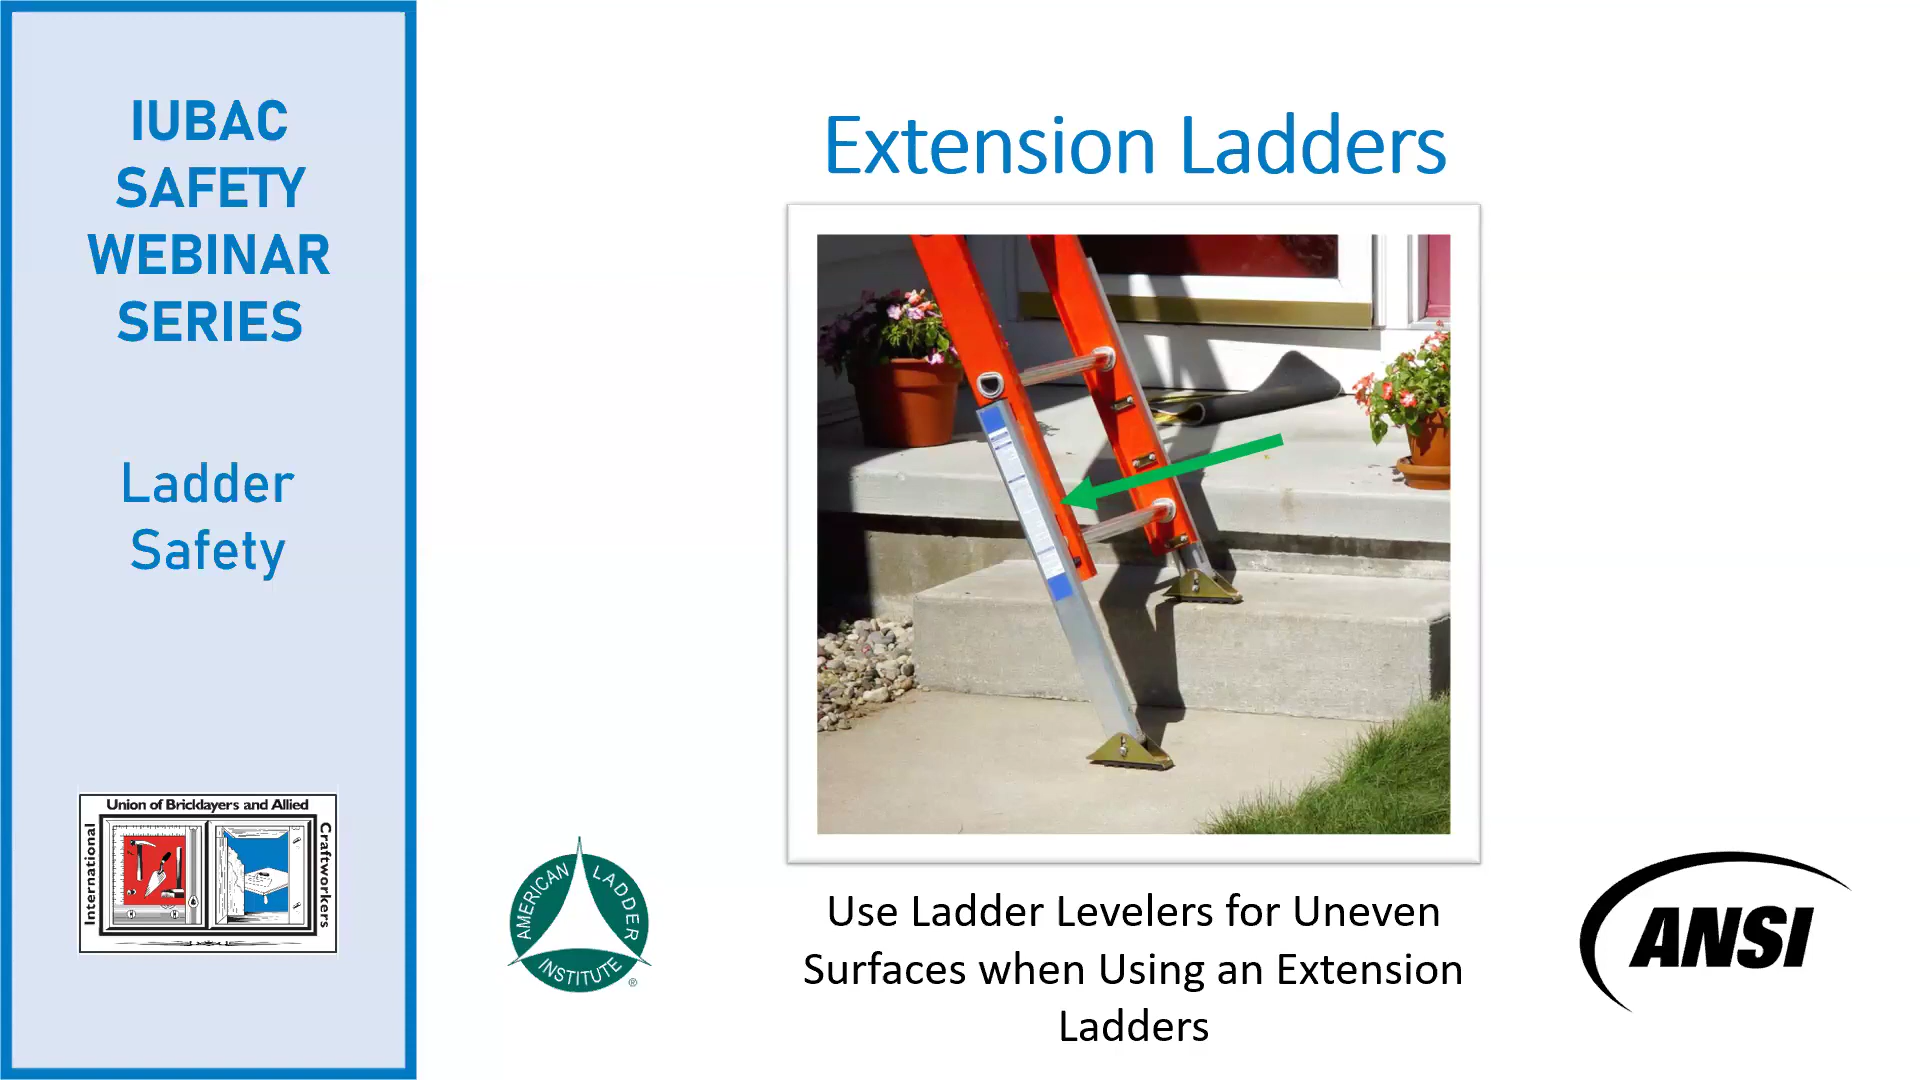 IUBAC
SAFETY
WEBINAR
SERIES
Ladder
Safety
Union of Bricklayers and Allied
International
Craftworkers
Extension Ladders
AMERICAN
LADDER
INSTITUTE
®
Use Ladder Levelers for Uneven
Surfaces when Using an Extension
Ladders
ANSI